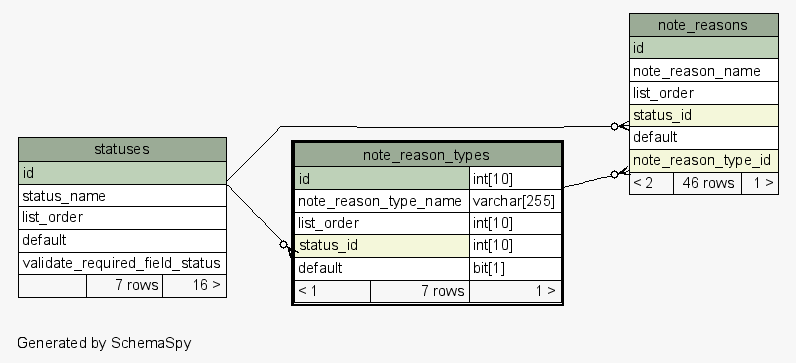 note_reasons
id
note_reason_name
list_order
status_id
default
note_reason_type_id
< 2 46 rows 1 >
statuses
id
status_name
list_order
default
validate_required_field_status
7 rows 16 >
note_reason_types
id int[10]
note_reason_type_name varchar[255]
list_order int[10]
status_id int[10]
default bit[1]
< 1 7 rows 1 >
Generated by SchemaSpy